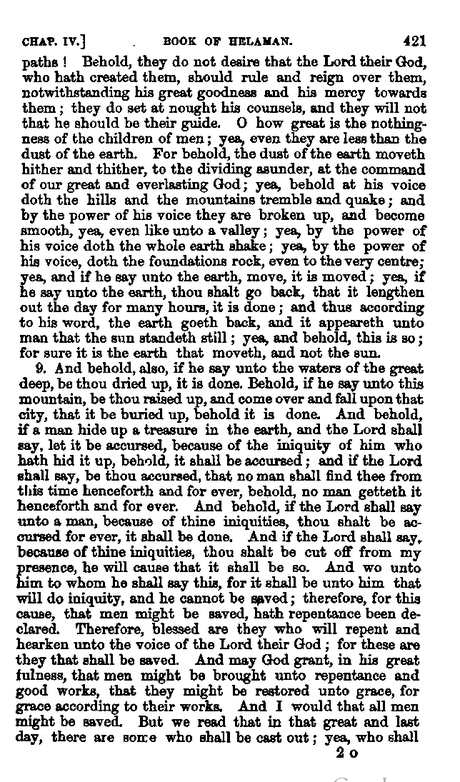 CHAP. IV.] BOOK OF HELAMAN. 421
paths! Behold, they do not desire that the Lord their God,
who hath created them, should rule and reign over them,
notwithstanding his great goodness and his mercy towards
them; they do set at nought his counsels, and they will not
that he should be their guide. O how great is the nothing-
ness of the children of men; yea, even they are less than the
dust of the earth. For behold, the dust of the earth moveth
hither and thither, to the dividing asunder, at the command
of our great and everlasting God; yea, behold at his voice
doth the hills and the mountains tremble and quake; and
by the power of his voice they are broken up, and become
smooth, yea, even like unto a valley; yea, by the power of
his voice doth the whole earth shake; yea, by the power of
his voice, doth the foundations rock, even to the very centre;
yea, and if he say unto the earth, move, it is moved; yea, if
he say unto the earth, thou shalt go back, that it lengthen
out the day for many hours, it is done; and thus according
to his word, the earth goeth back, and it appeareth unto
man that the sun standeth still; yea, and behold, this is so;
for sure it is the earth that moveth, and not the sun.
9. And behold, also, if he say unto the waters of the great
deep, be thou dried up, it is done. Behold, if he say unto this
mountain, be thou raised up, and come over and fall upon that
city, that it be buried up, behold it is done. And behold,
if a man hide up a treasure in the earth, and the Lord shall
say, let it be accursed, because of the iniquity of him who
hath hid it up, behold, it shall be accursed; and if the Lord
shall say, be thou accursed, that no man shall find thee from
this time henceforth and for ever, behold, no man getteth it
henceforth and for ever. And behold, if the Lord shall say
unto a man, because of thine iniquities, thou shalt be ac-
cursed for ever, it shall be done. And if the Lord shall say,
because of thine iniquities, thou shalt be cut off from my
presence, he will cause that it shall be so. And wo unto
him to whom he shall say this, for it shall be unto him that
will do iniquity, and he cannot be saved; therefore, for this
cause, that men might be saved, hath repentance been de-
clared. Therefore, blessed are they who will repent and
hearken unto the voice of the Lord their God; for these are
they that shall be saved. And may God grant, in his great
fulness, that men might be brought unto repentance and
good works, that they might be restored unto grace, for
grace according to their works. And I would that all men
might be saved. But we read that in that great and last
day, there are some who shall be cast out; yea, who shall
2 O